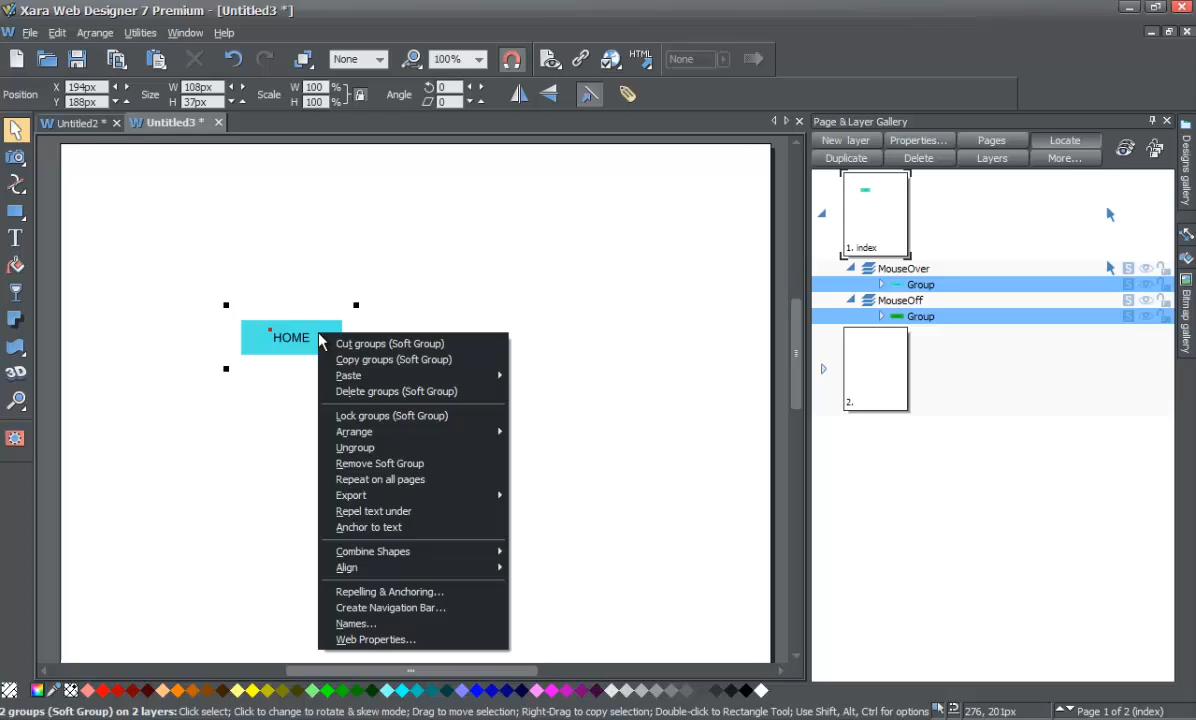 Xara Web Designer 7 Premium - [Untitled3 *]
File Edit Arrange Utilities Window Help
None 100% HTML None
Position X 194px Y 188px Size W 108px H 37px Scale W 100 H 100 % % Angle 0 0
Untitled2 * Untitled3 *
Page & Layer Gallery
New layer Properties... Pages Locate
Duplicate Delete Layers More...
Designs gallery
Bitmap gallery
1. index
MouseOver
Group
MouseOff
Group
2.
HOME
Cut groups (Soft Group)
Copy groups (Soft Group)
Paste
Delete groups (Soft Group)
Lock groups (Soft Group)
Arrange
Ungroup
Remove Soft Group
Repeat on all pages
Export
Repel text under
Anchor to text
Combine Shapes
Align
Repelling & Anchoring...
Create Navigation Bar...
Names...
Web Properties...
3D
2 groups (Soft Group) on 2 layers: Click select; Click to change to rotate & skew mode; Drag to move selection; Right-Drag to copy selection; Double-click to Rectangle Tool; Use Shift, Alt, Ctrl for options 276, 201px Page 1 of 2 (index)